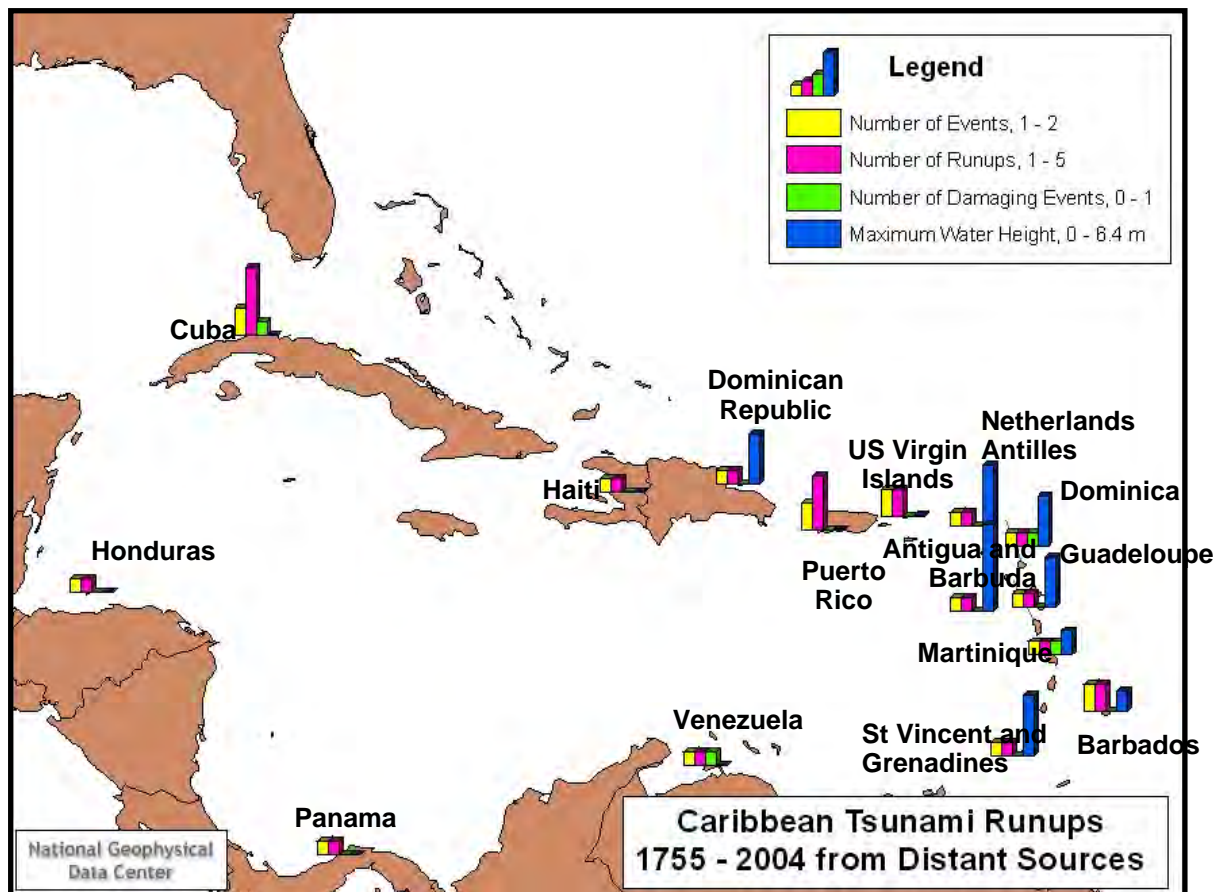 Legend
Number of Events, 1 - 2
Number of Runups, 1 - 5
Number of Damaging Events, 0 - 1
Maximum Water Height, 0 - 6.4 m
Cuba
Dominican
Republic
Netherlands
Antilles
US Virgin
Islands
Haiti
Dominica
Honduras
Antigua and
Barbuda
Guadeloupe
Puerto
Rico
Martinique
Venezuela
St Vincent and
Grenadines
Barbados
Panama
Caribbean Tsunami Runups
1755 - 2004 from Distant Sources
National Geophysical
Data Center